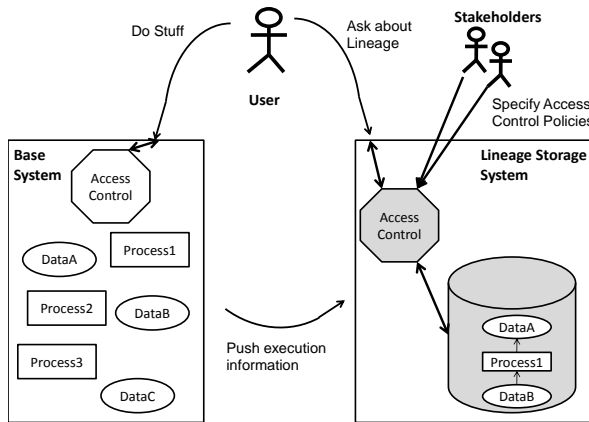 Stakeholders
Do Stuff
Ask about
Lineage
User
Specify Access
Control Policies
Base
System
Access
Control
DataA
Process1
Process2
DataB
Process3
DataC
Push execution
information
Lineage Storage
System
Access
Control
DataA
Process1
DataB